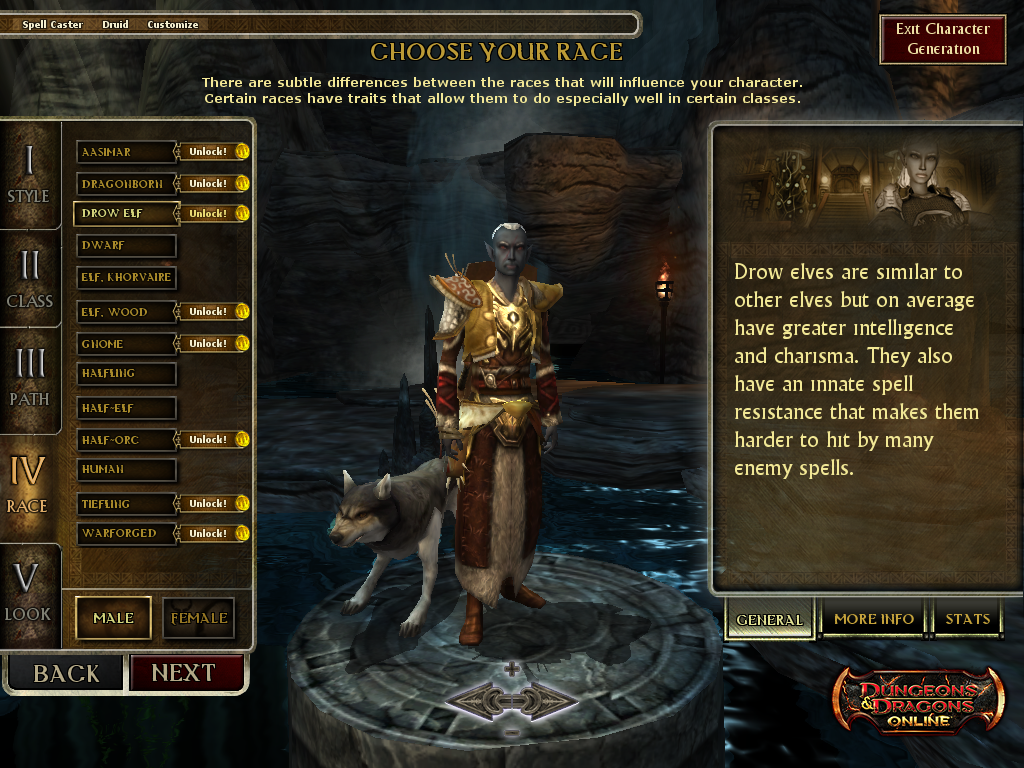 Spell Caster Druid Customize
Exit Character
Generation
CHOOSE YOUR RACE
There are subtle differences between the races that will influence your character.
Certain races have traits that allow them to do especially well in certain classes.
I
STYLE
II
CLASS
III
PATH
IV
RACE
V
LOOK
AASIMAR Unlock!
DRAGONBORN Unlock!
DROW ELF Unlock!
DWARF
ELF, KHORVAIRE
ELF, WOOD Unlock!
GNOME Unlock!
HALFLING
HALF-ELF
HALF-ORC Unlock!
HUMAN
TIEFLING Unlock!
WARFORGED Unlock!
MALE FEMALE
BACK NEXT
Drow elves are similar to
other elves but on average
have greater intelligence
and charisma. They also
have an innate spell
resistance that makes them
harder to hit by many
enemy spells.
GENERAL MORE INFO STATS
DUNGEONS
& DRAGONS
ONLINE